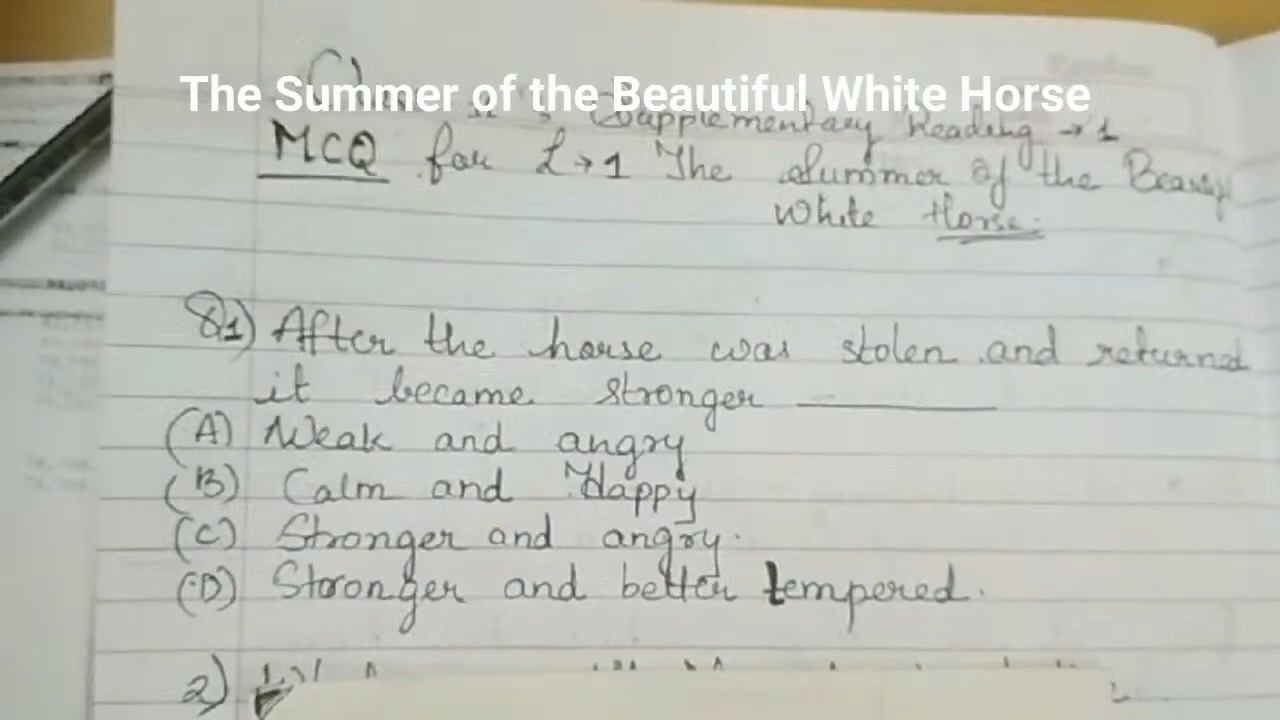 The Summer of the Beautiful White Horse
Supplementary Reading → 1
MCQ for L→1 The Summer of the
White Horse.
Q1) After the horse was stolen and returned
it became stronger ________
(A) Weak and angry
(B) Calm and Happy
(C) Stronger and angry.
(D) Stronger and better tempered.
2)